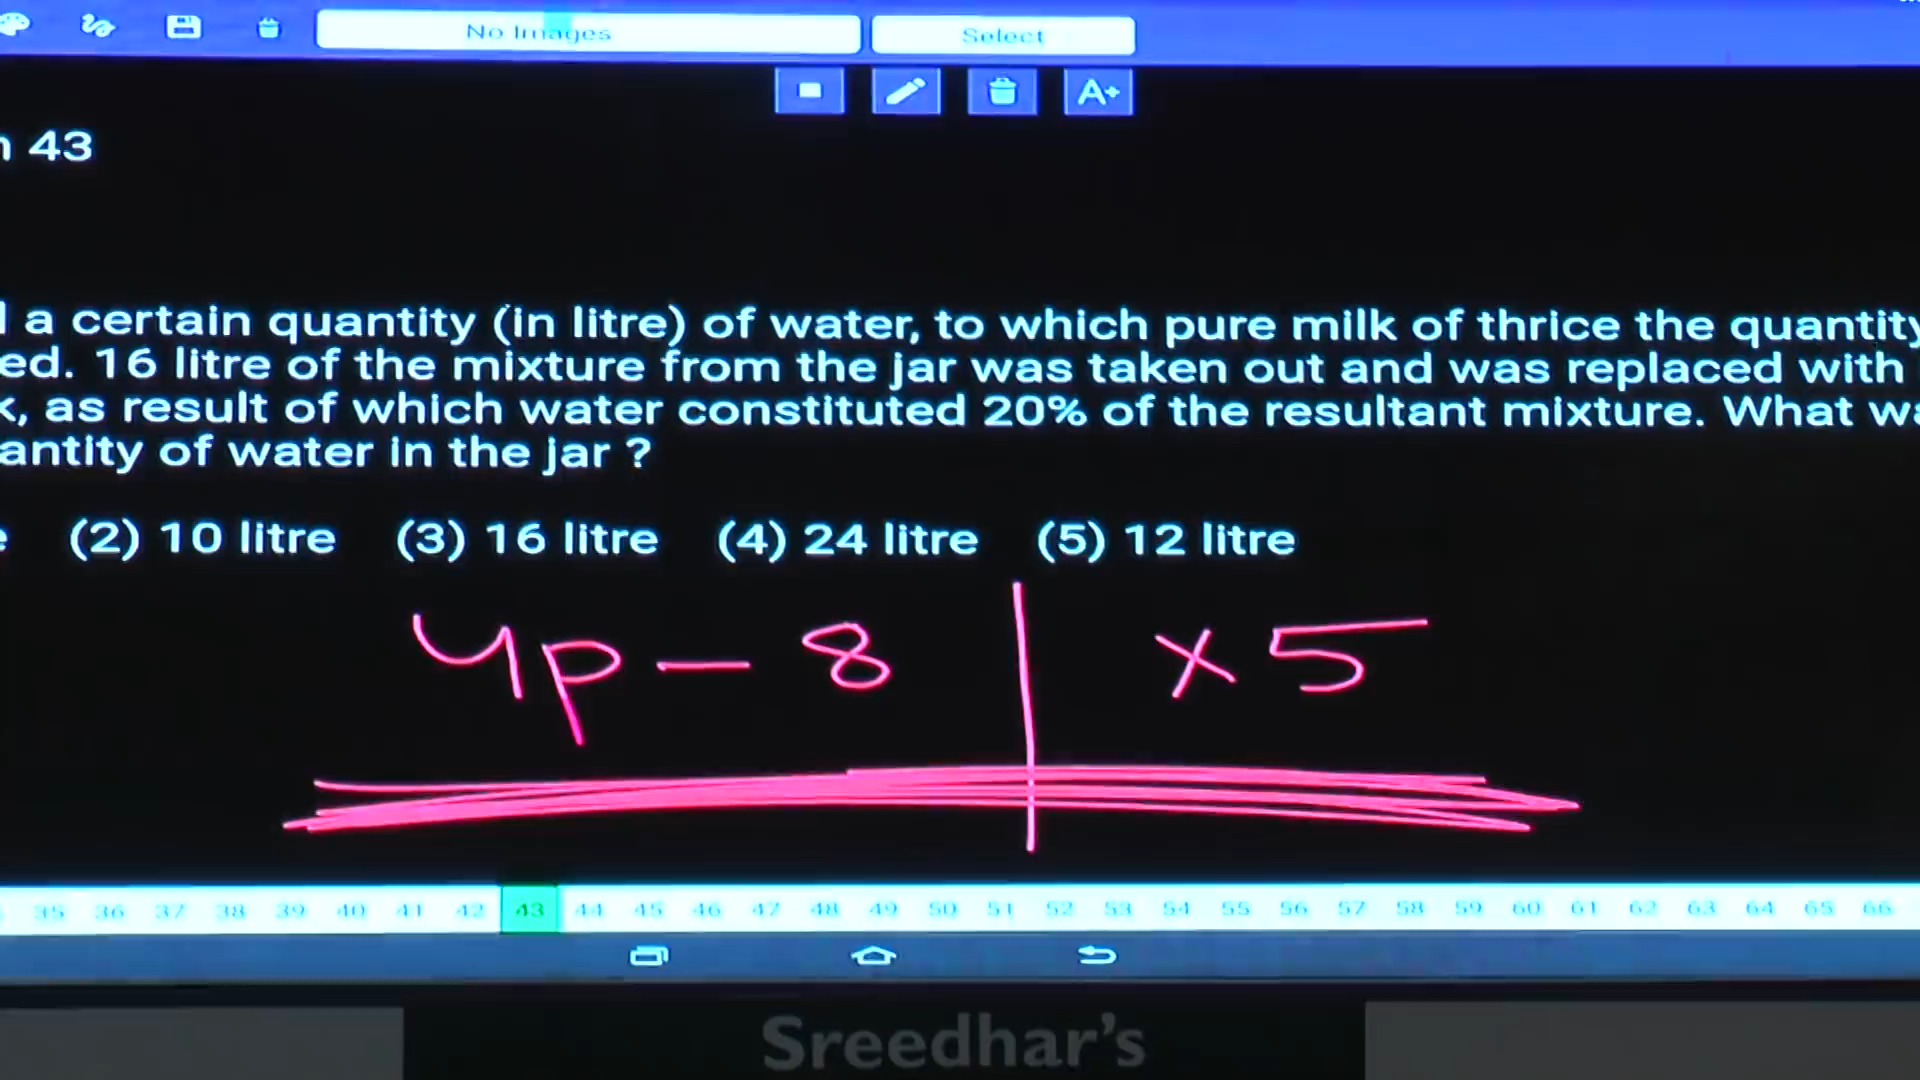 No Images Select
A+
43
a certain quantity (in litre) of water, to which pure milk of thrice the quantity
ed. 16 litre of the mixture from the jar was taken out and was replaced with
k, as result of which water constituted 20% of the resultant mixture. What wa
antity of water in the jar ?
(2) 10 litre (3) 16 litre (4) 24 litre (5) 12 litre
4p - 8 × 5
35 36 37 38 39 40 41 42 43 44 45 46 47 48 49 50 51 52 53 54 55 56 57 58 59 60 61 62 63 64 65 66
Sreedhar's